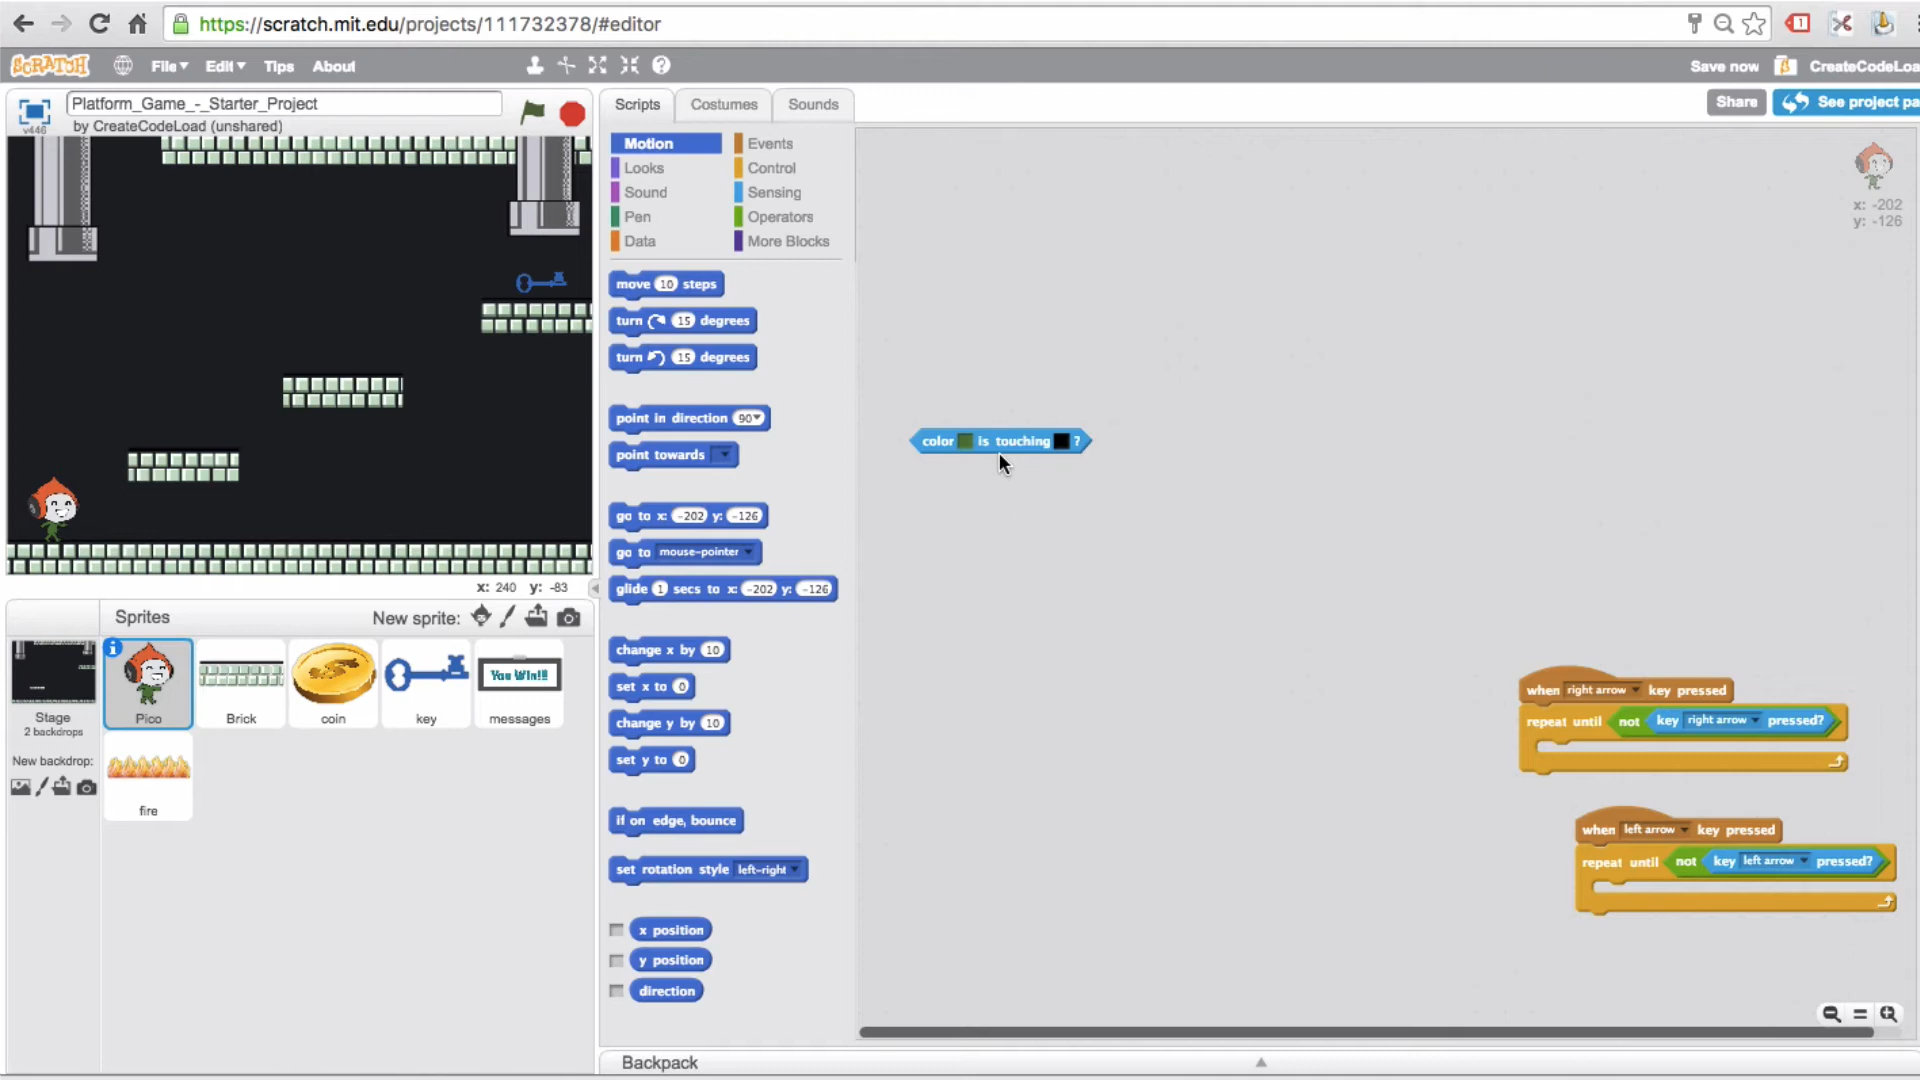 https://scratch.mit.edu/projects/111732378/#editor
1
SCRATCH
File
Edit
Tips
About
Save now
CreateCodeLoa
v446
Platform_Game_-_Starter_Project
by CreateCodeLoad (unshared)
Scripts
Costumes
Sounds
Share
See project pa
Motion
Events
Looks
Control
Sound
Sensing
Pen
Operators
Data
More Blocks
x: -202
y: -126
move 10 steps
turn 15 degrees
turn 15 degrees
point in direction 90
point towards
color is touching ?
go to x: -202 y: -126
go to mouse-pointer
glide 1 secs to x: -202 y: -126
x: 240 y: -83
Sprites
New sprite:
change x by 10
set x to 0
change y by 10
set y to 0
if on edge, bounce
set rotation style left-right
x position
y position
direction
You Win!!!
Stage
2 backdrops
New backdrop:
Pico
Brick
coin
key
messages
fire
when right arrow key pressed
repeat until not key right arrow pressed?
when left arrow key pressed
repeat until not key left arrow pressed?
Backpack